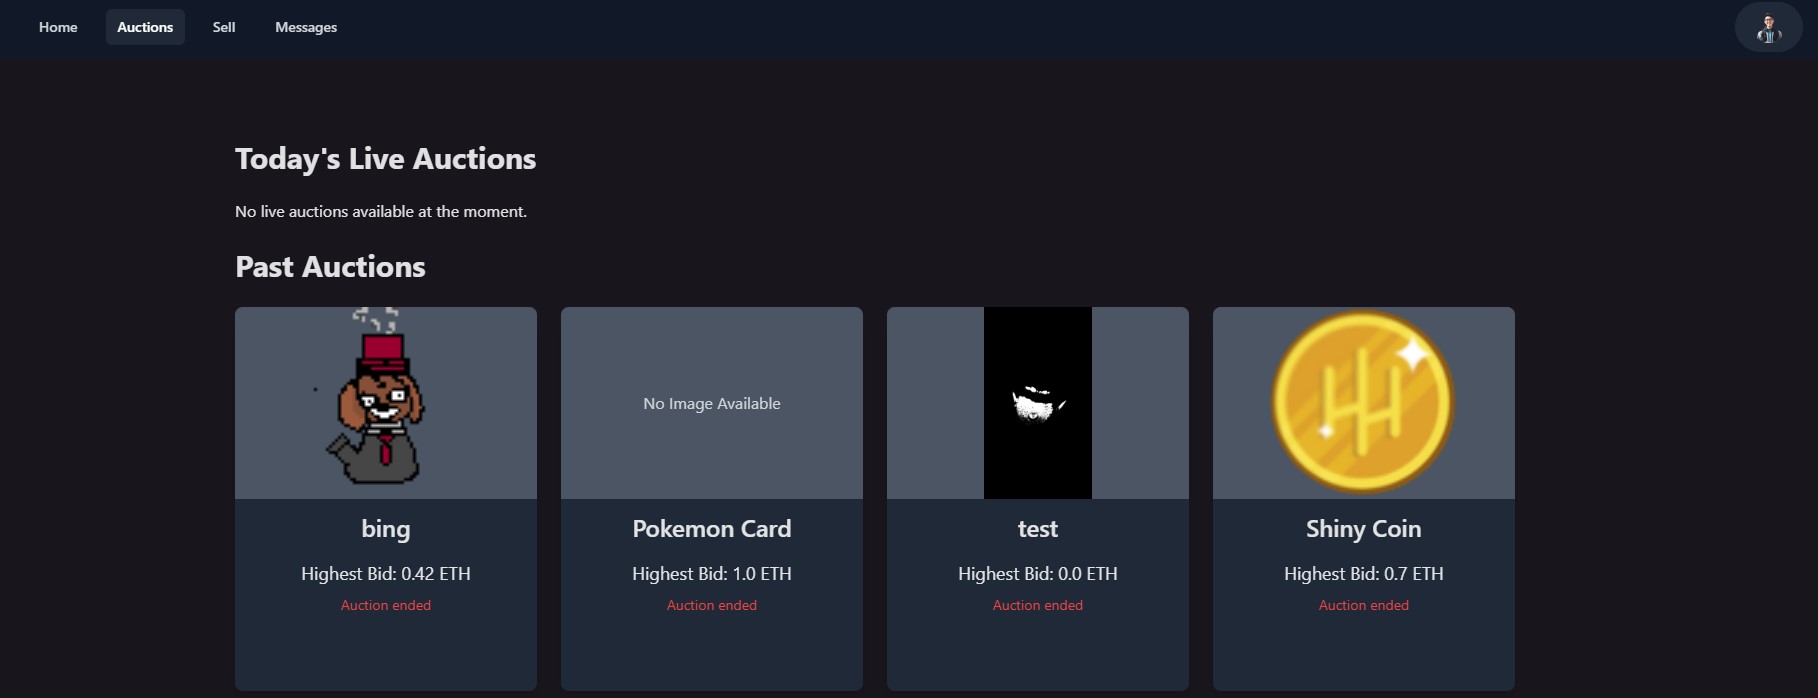 Home Auctions Sell Messages
Today's Live Auctions
No live auctions available at the moment.
Past Auctions
No Image Available
bing
Highest Bid: 0.42 ETH
Auction ended
Pokemon Card
Highest Bid: 1.0 ETH
Auction ended
test
Highest Bid: 0.0 ETH
Auction ended
Shiny Coin
Highest Bid: 0.7 ETH
Auction ended